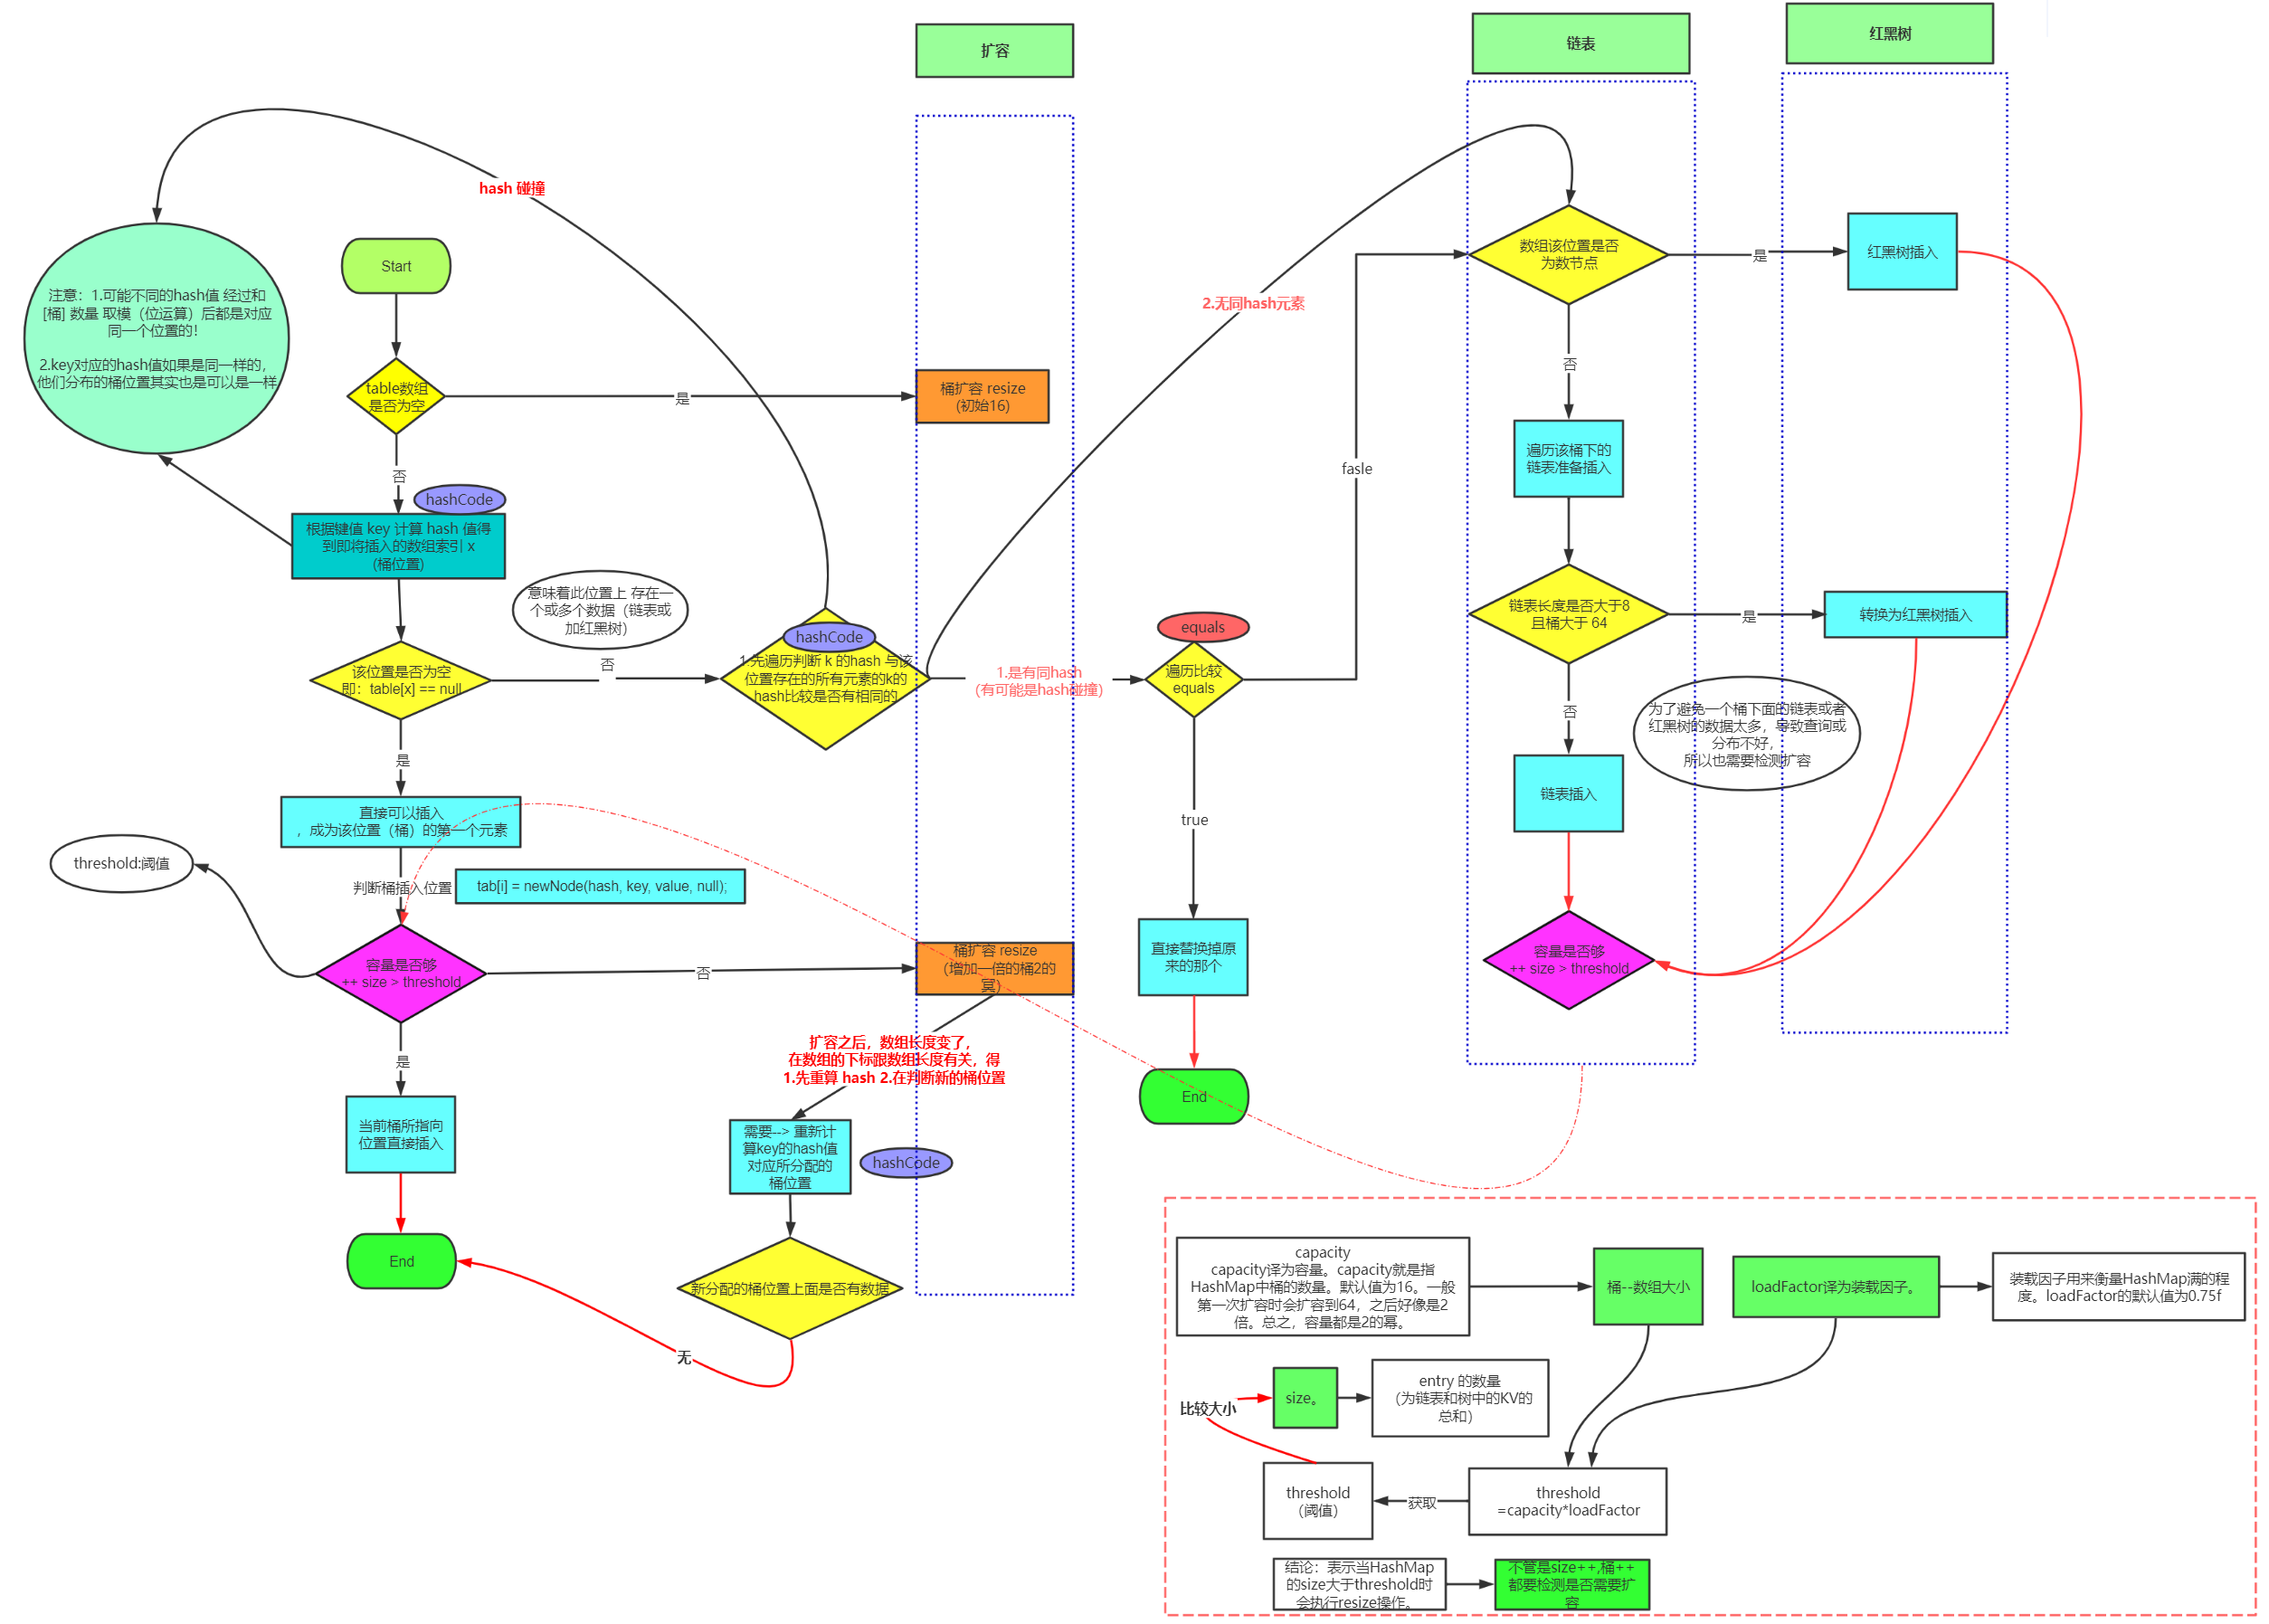 扩容
链表
红黑树
hash 碰撞
Start
注意：1.可能不同的hash值 经过和
[桶] 数量 取模（位运算）后都是对应
同一个位置的！
2.key对应的hash值如果是同一样的，
他们分布的桶位置其实也是可以是一样
table数组
是否为空
是
桶扩容 resize
(初始16)
否
hashCode
根据键值 key 计算 hash 值得
到即将插入的数组索引 x
(桶位置)
意味着此位置上 存在一
个或多个数据（链表或
加红黑树）
该位置是否为空
即：table[x] == null
否
hashCode
1.先遍历判断 k 的hash 与该
位置存在的所有元素的k的
hash比较是否有相同的
1.是有同hash
（有可能是hash碰撞）
2.无同hash元素
equals
遍历比较
equals
fasle
true
直接替换掉原
来的那个
End
数组该位置是否
为数节点
是
红黑树插入
否
遍历该桶下的
链表准备插入
链表长度是否大于8
且桶大于 64
是
转换为红黑树插入
否
为了避免一个桶下面的链表或者
红黑树的数据太多，导致查询或
分布不好，
所以也需要检测扩容
链表插入
容量是否够
++ size > threshold
是
直接可以插入
，成为该位置（桶）的第一个元素
threshold:阈值
判断桶插入位置
tab[i] = newNode(hash, key, value, null);
容量是否够
++ size > threshold
否
桶扩容 resize
（增加一倍的桶2的
冥）
扩容之后，数组长度变了，
在数组的下标跟数组长度有关，得
1.先重算 hash 2.在判断新的桶位置
是
当前桶所指向
位置直接插入
End
需要--> 重新计
算key的hash值
对应所分配的
桶位置
hashCode
新分配的桶位置上面是否有数据
无
capacity
capacity译为容量。capacity就是指
HashMap中桶的数量。默认值为16。一般
第一次扩容时会扩容到64，之后好像是2
倍。总之，容量都是2的幂。
桶--数组大小
loadFactor译为装载因子。
装载因子用来衡量HashMap满的程
度。loadFactor的默认值为0.75f
比较大小
size。
entry 的数量
（为链表和树中的KV的
总和）
threshold
（阈值）
获取
threshold
=capacity*loadFactor
结论：表示当HashMap
的size大于threshold时
会执行resize操作。
不管是size++,桶++
都要检测是否需要扩
容